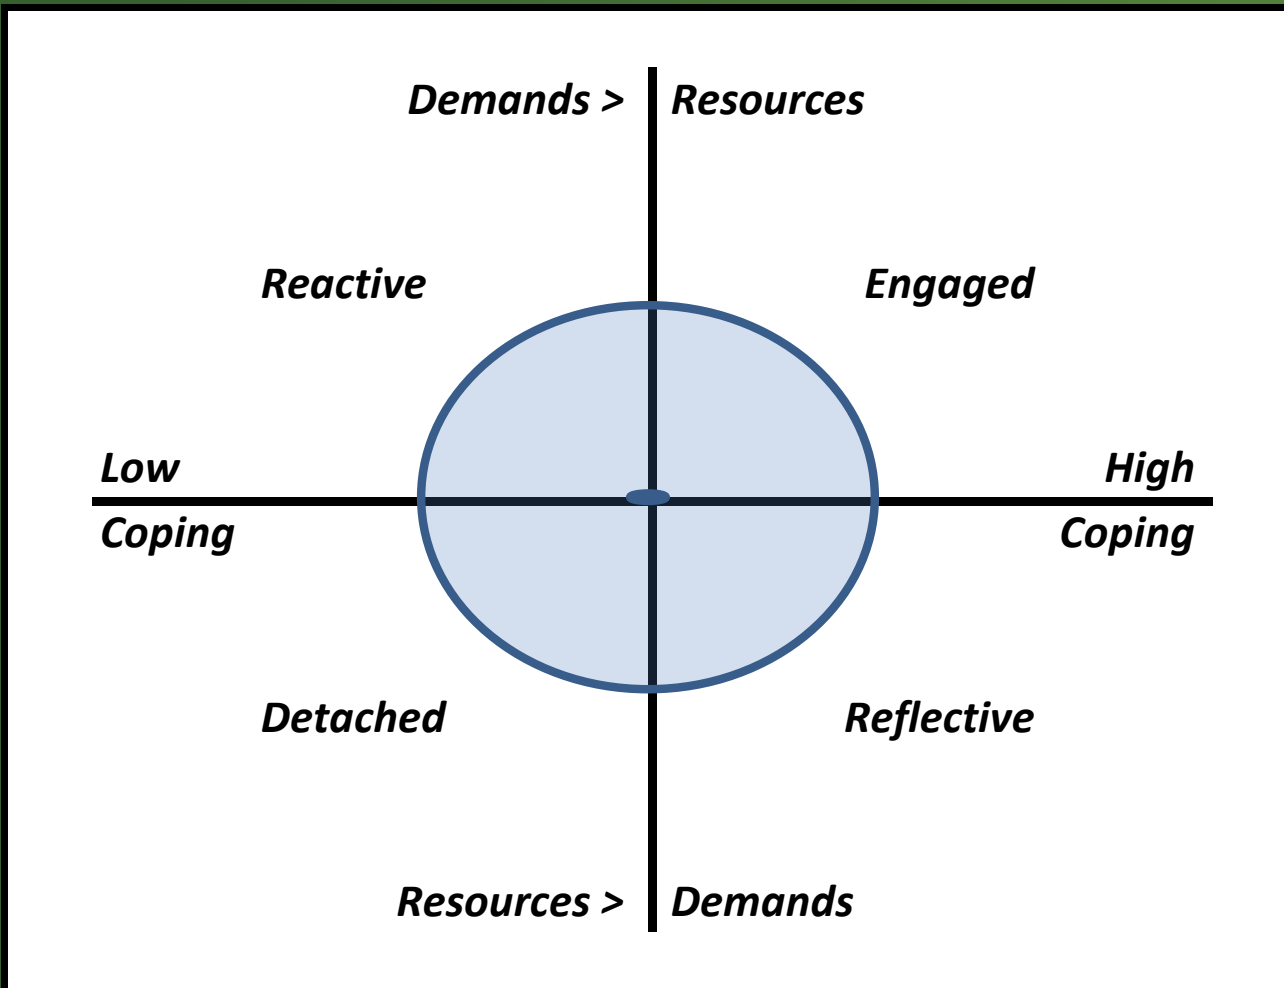 Demands > Resources
Reactive
Engaged
Low
High
Coping
Coping
Detached
Reflective
Resources > Demands